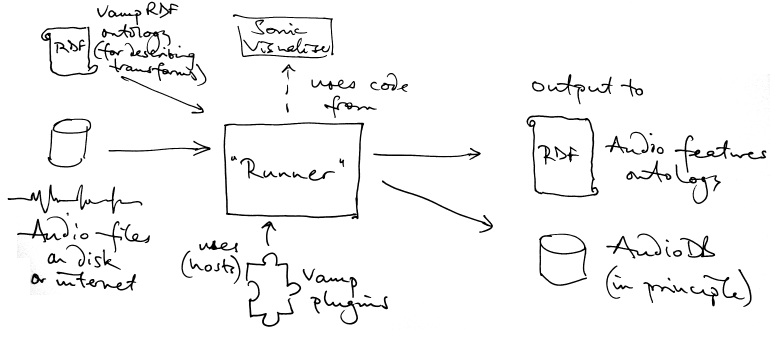 Vamp RDF
ontology
(for describing
transforms)
RDF
Sonic
Visualiser
uses code
from
output to
"Runner"
RDF
Audio features
ontology
Audio files
on disk
or internet
uses
(hosts)
Vamp
plugins
AudioDB
(in principle)